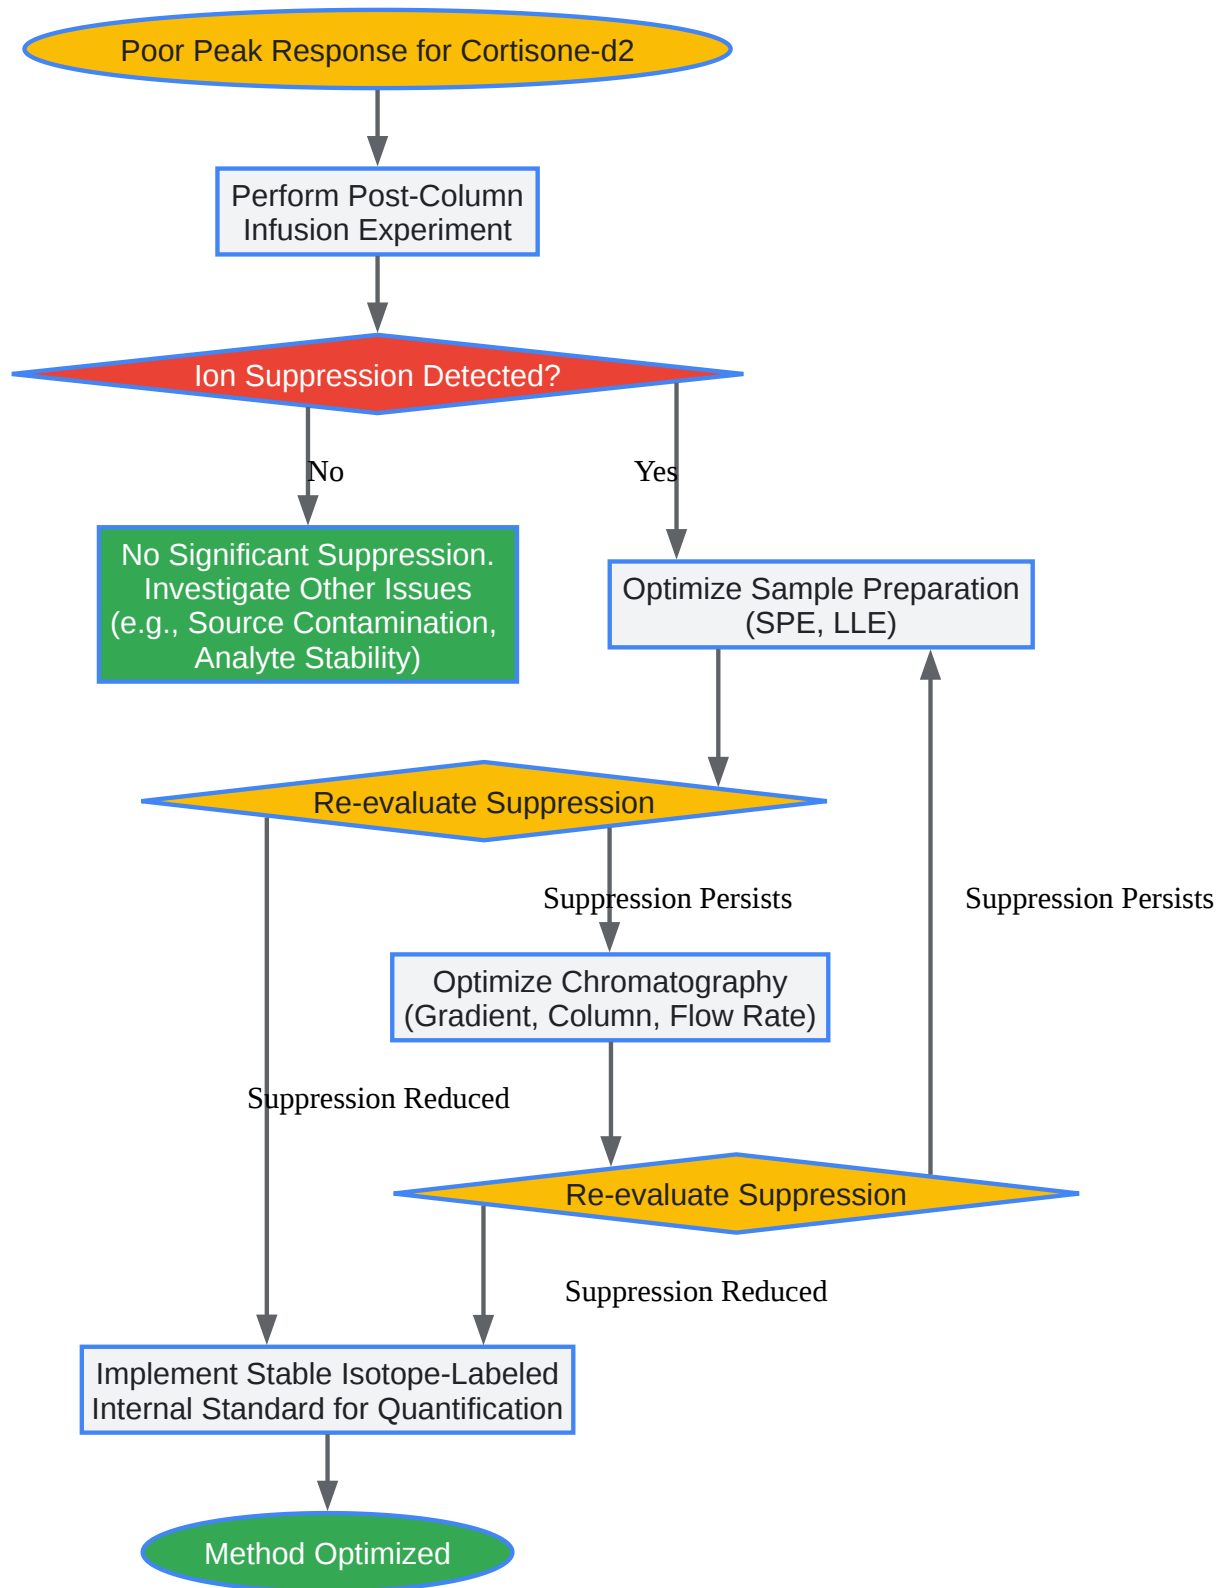 Poor Peak Response for Cortisone-d2
Perform Post-Column
Infusion Experiment
Ion Suppression Detected?
No
Yes
No Significant Suppression.
Investigate Other Issues
(e.g., Source Contamination,
Analyte Stability)
Optimize Sample Preparation
(SPE, LLE)
Re-evaluate Suppression
Suppression Persists
Suppression Persists
Optimize Chromatography
(Gradient, Column, Flow Rate)
Suppression Reduced
Re-evaluate Suppression
Suppression Reduced
Implement Stable Isotope-Labeled
Internal Standard for Quantification
Method Optimized